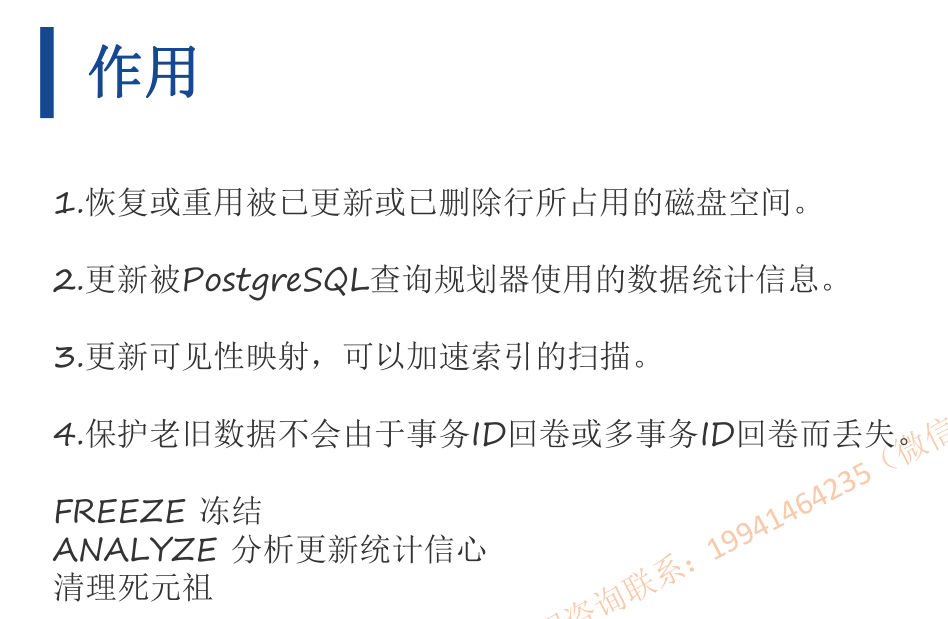 作用
1.恢复或重用被已更新或已删除行所占用的磁盘空间。
2.更新被PostgreSQL查询规划器使用的数据统计信息。
3.更新可见性映射，可以加速索引的扫描。
4.保护老旧数据不会由于事务ID回卷或多事务ID回卷而丢失。
FREEZE 冻结
ANALYZE 分析更新统计信心
清理死元祖
咨询联系：19941464235（微信